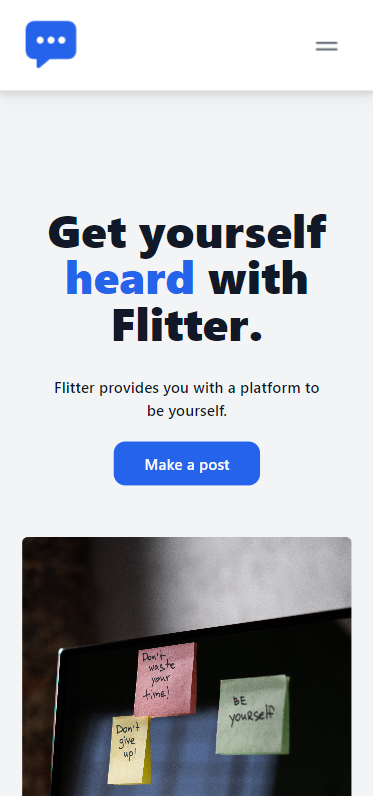 Get yourself
heard with
Flitter.
Flitter provides you with a platform to
be yourself.
Make a post
Don't
waste
your
time!
BE
yourself
Don't
give
up!